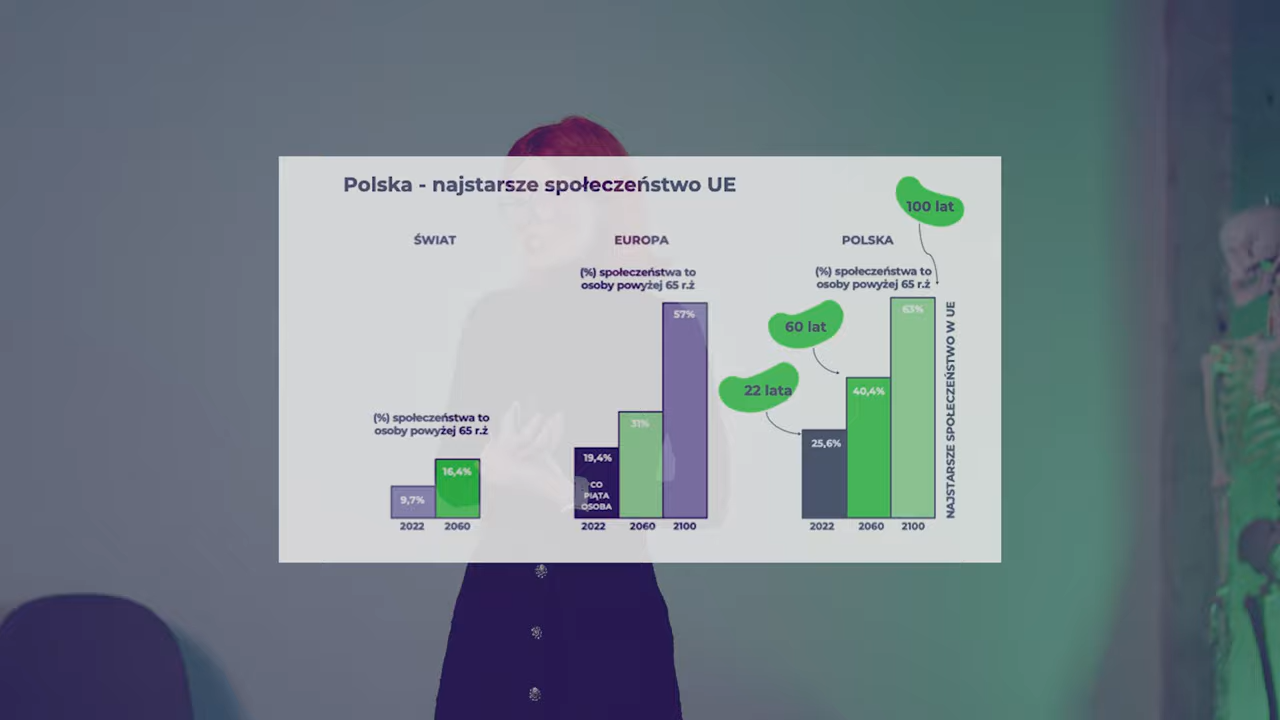 Polska - najstarsze społeczeństwo UE
ŚWIAT
(%) społeczeństwa to
osoby powyżej 65 r.ż
9,7%
16,4%
2022
2060
EUROPA
(%) społeczeństwa to
osoby powyżej 65 r.ż
19,4%
CO
PIĄTA
OSOBA
31%
57%
2022
2060
2100
POLSKA
(%) społeczeństwa to
osoby powyżej 65 r.ż
22 lata
60 lat
100 lat
25,6%
40,4%
63%
2022
2060
2100
NAJSTARSZE SPOŁECZEŃSTWO W UE